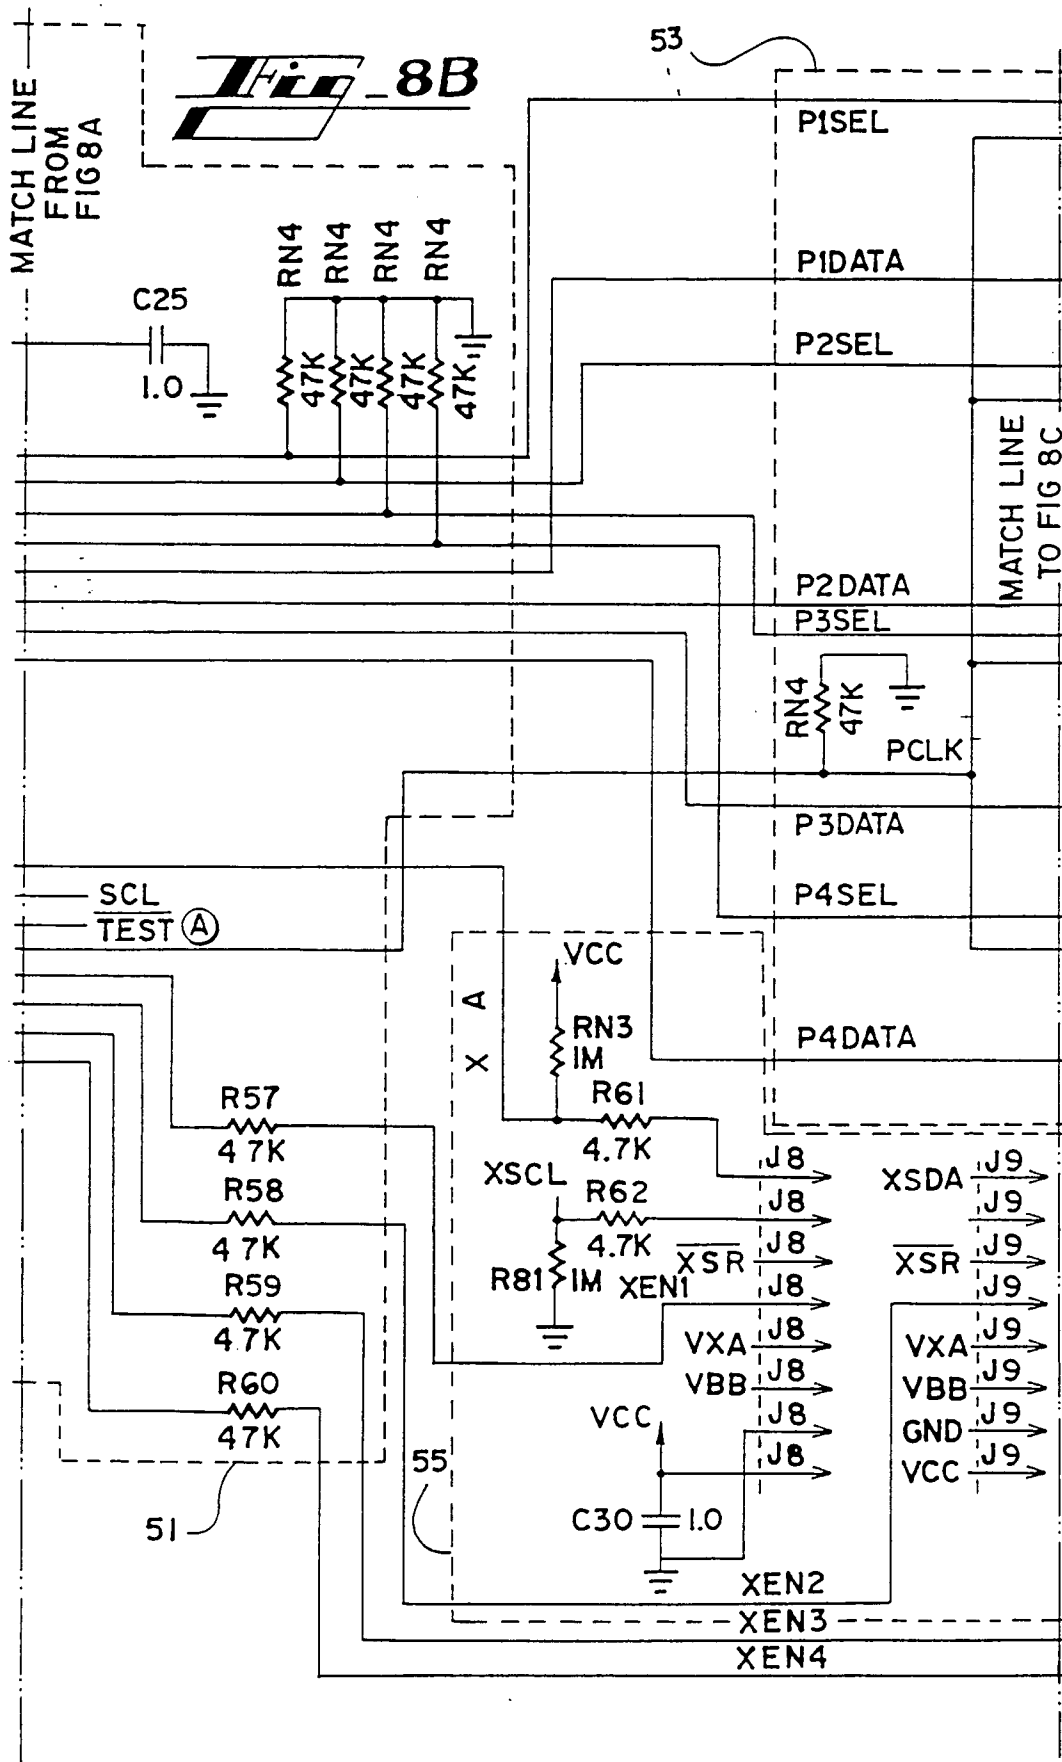 MATCH LINE
FROM
FIG 8A
Fig_8B
53
P1SEL
RN4
RN4
RN4
RN4
C25
1.0
47K
47K
47K
47K
P1DATA
P2SEL
MATCH LINE
TO FIG 8C
P2DATA
P3SEL
RN4
47K
PCLK
P3DATA
SCL
TEST A
P4SEL
VCC
X A
RN3
1M
P4DATA
R57
4 7K
R61
4.7K
J8
XSDA
J9
XSCL
R62
4.7K
J8
J9
R58
4 7K
XSR
J8
XSR
J9
R81
1M
XEN1
J8
J9
R59
4.7K
VXA
J8
VXA
J9
VBB
J8
VBB
J9
R60
47K
VCC
J8
GND
J9
J8
VCC
J9
55
C30
1.0
51
XEN2
XEN3
XEN4